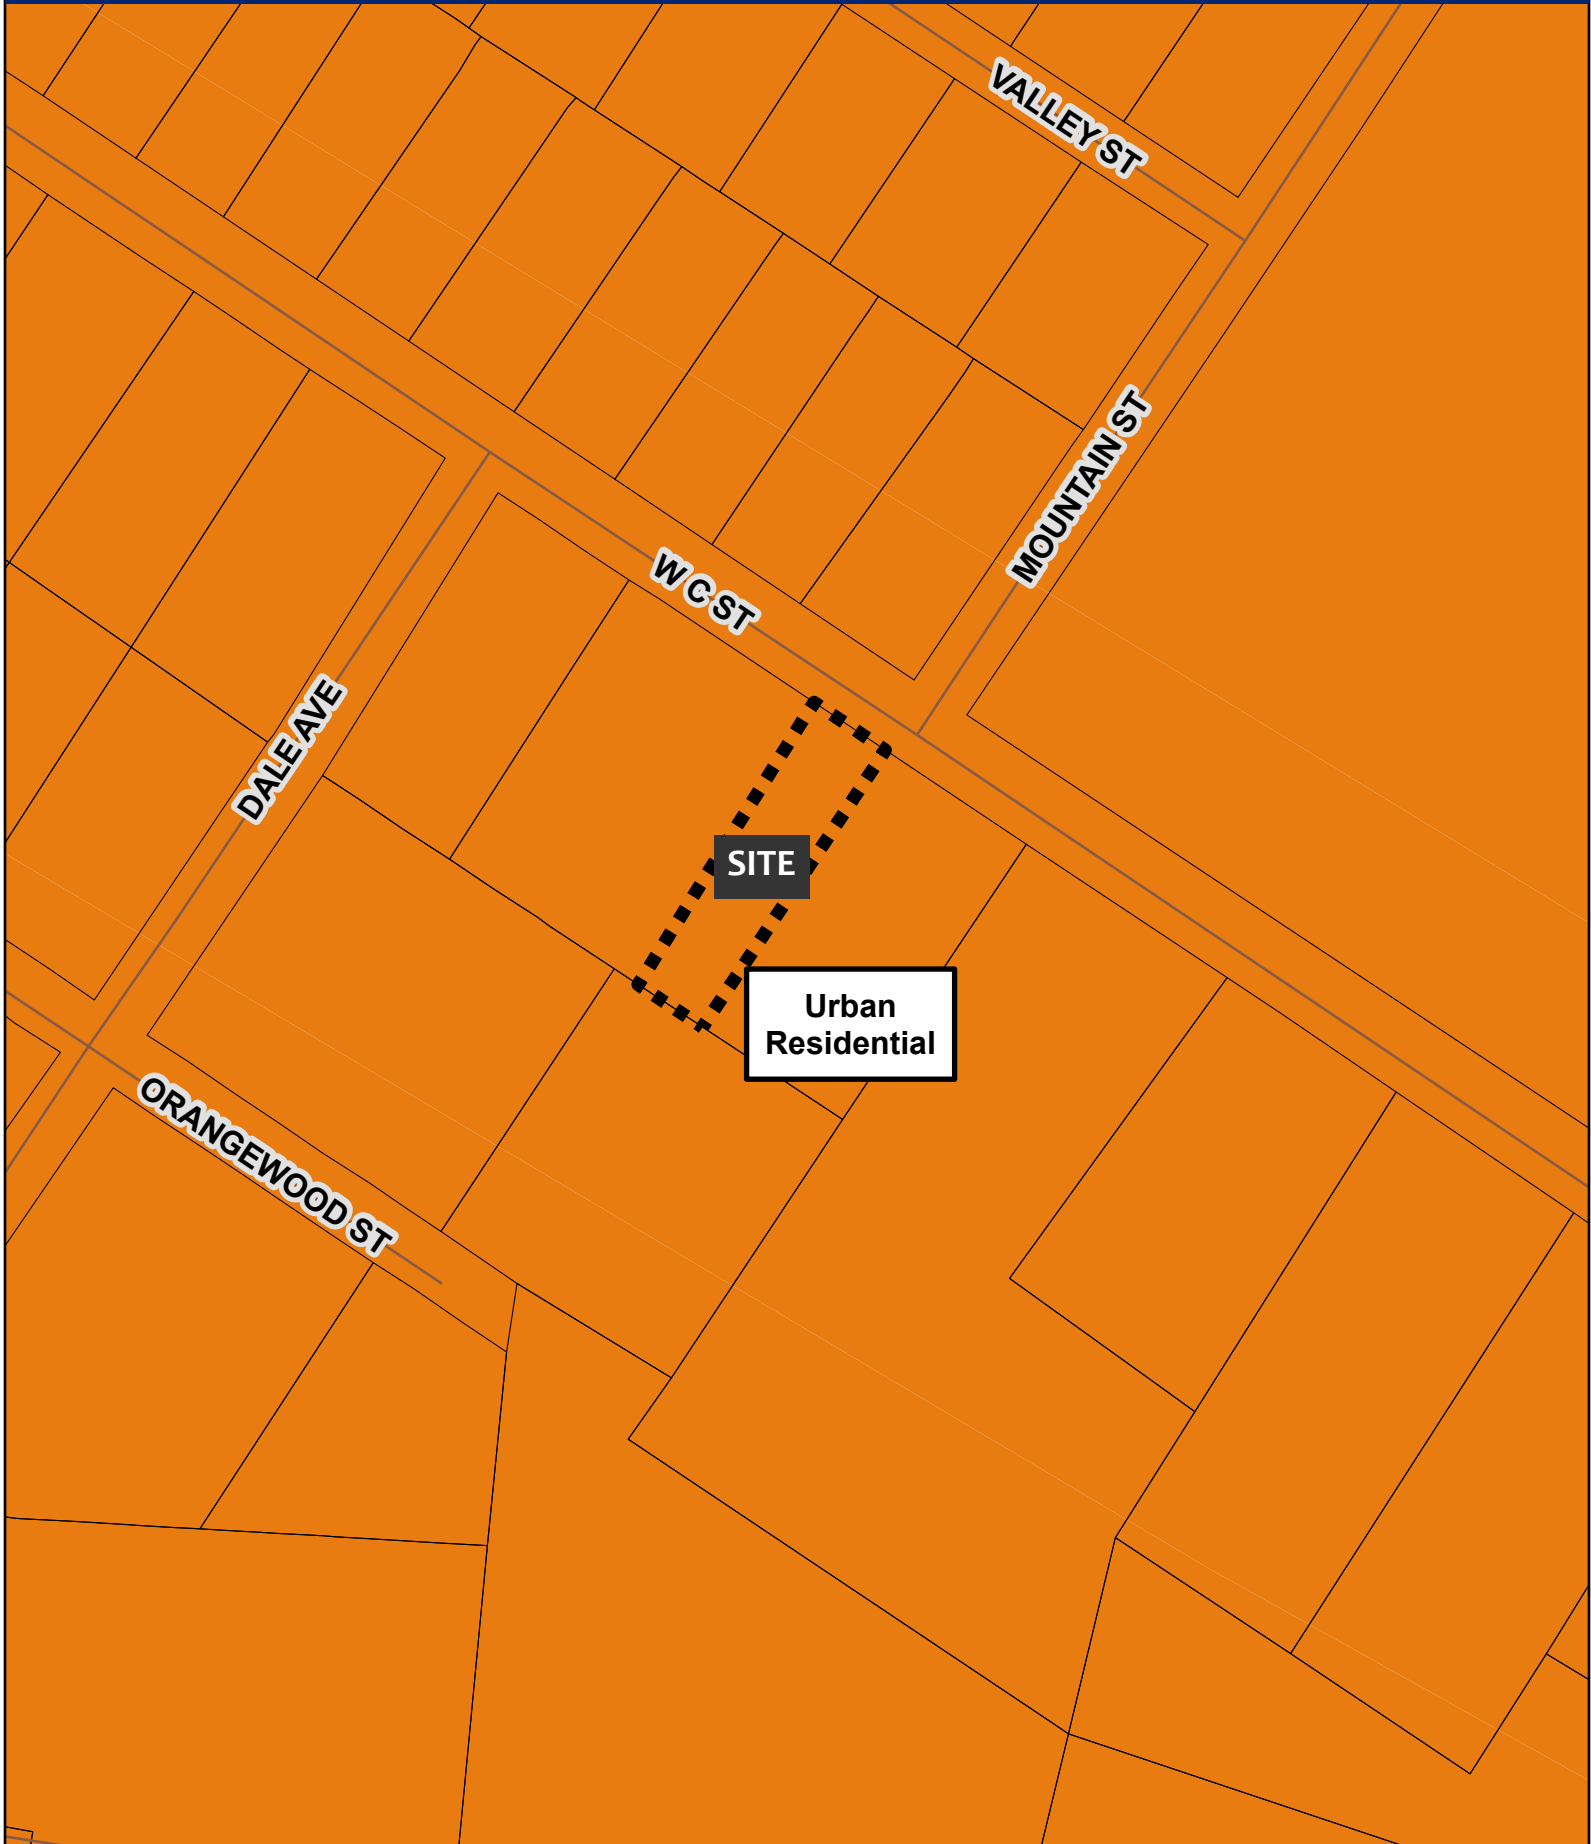 VALLEY ST
MOUNTAIN ST
W C ST
DALE AVE
SITE
Urban
Residential
ORANGEWOOD ST